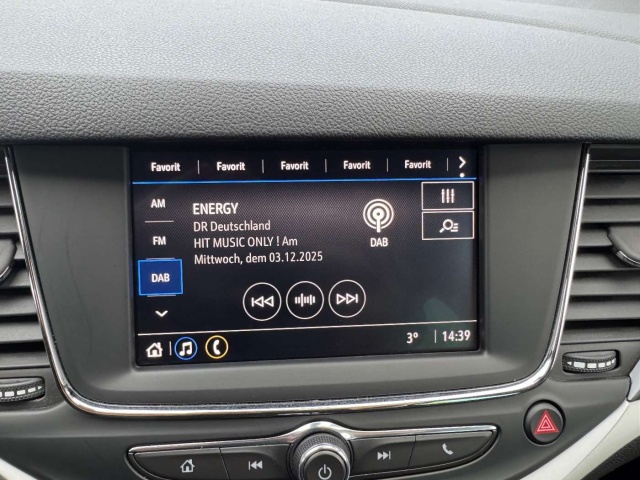 Favorit Favorit Favorit Favorit Favorit
AM
ENERGY
DR Deutschland
DAB
FM
HIT MUSIC ONLY ! Am
Mittwoch, dem 03.12.2025
DAB
3° 14:39